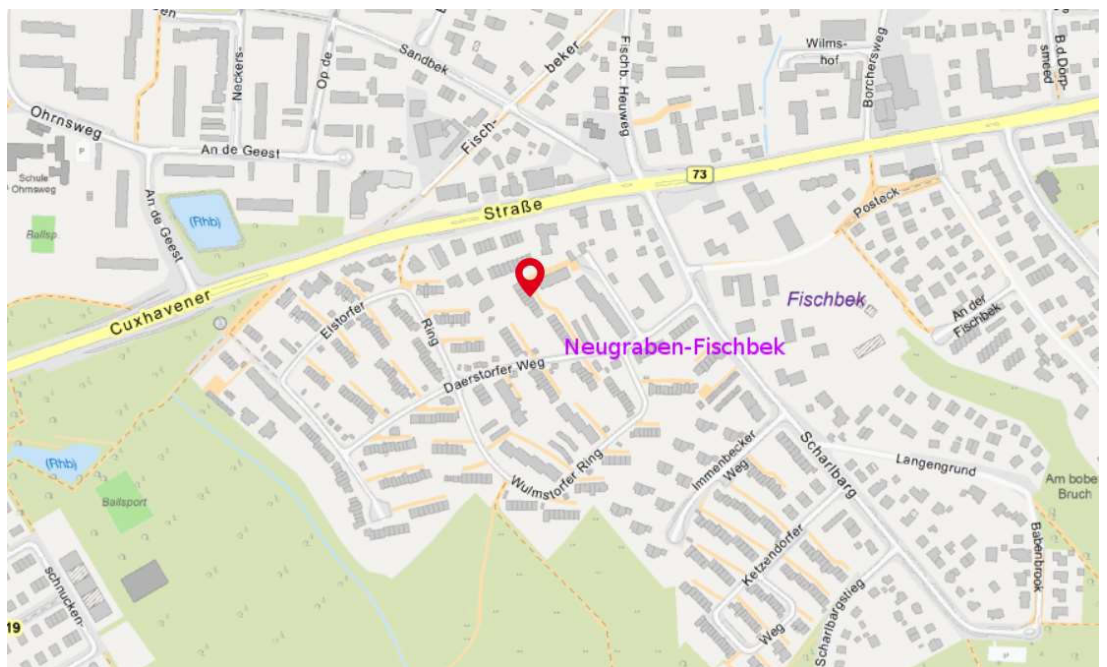 Sandbek
Op de
Neckers-
beker
Fisch-
Fischb. Heuweg
Wilms-
hof
Borchersweg
B.d.Dörp-
smeed
Ohrnsweg
P
An de Geest
Schule
Ohrnsweg
An de Geest
(Rhb)
Ballsp.
73
Straße
Cuxhavener
Posteck
Fischbek
An der
Fischbek
Elstorfer
Ring
Neugraben-Fischbek
Daerstorfer Weg
Scharlbarg
Langengrund
Immenbecker
Weg
Wulmstorfer Ring
(Rhb)
Ballsport
Am bobe
Bruch
Babenbrook
Ketzendorfer
Weg
Scharlbargstieg
schnucken-
19
P